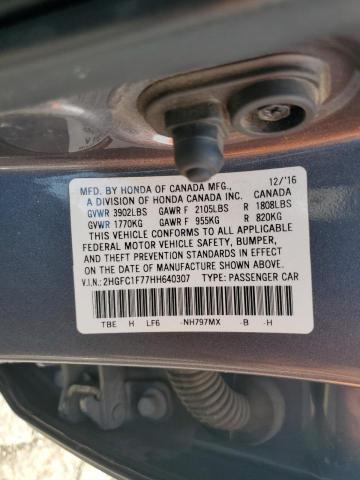 MFD. BY HONDA OF CANADA MFG., 12/'16
A DIVISION OF HONDA CANADA INC. CANADA
GVWR 3902LBS GAWR F 2105LBS R 1808LBS
GVWR 1770KG GAWR F 955KG R 820KG
THIS VEHICLE CONFORMS TO ALL APPLICABLE
FEDERAL MOTOR VEHICLE SAFETY, BUMPER,
AND THEFT PREVENTION STANDARDS IN EFFECT ON
THE DATE OF MANUFACTURE SHOWN ABOVE.
V.I.N.: 2HGFC1F77HH640307 TYPE: PASSENGER CAR
TBE H LF6 -NH797MX -B -H